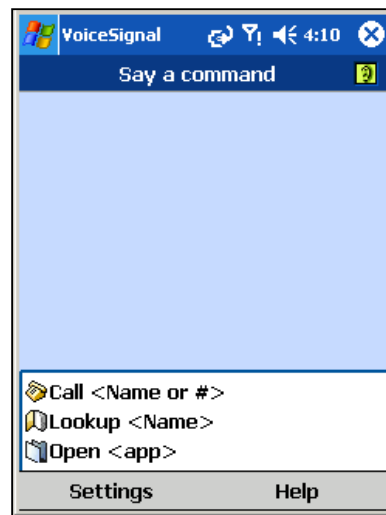 VoiceSignal 4:10
Say a command
Call <Name or #>
Lookup <Name>
Open <app>
Settings Help